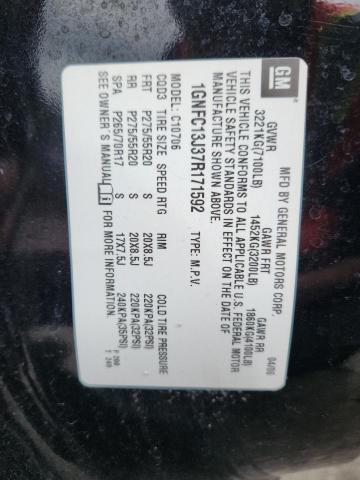 GM
MFD BY GENERAL MOTORS CORP. 04/06
GVWR GAWR FRT GAWR RR
3221KG(7100LB) 1452KG(3200LB) 1860KG(4100LB)
THIS VEHICLE CONFORMS TO ALL APPLICABLE U.S. FEDERAL MOTOR
VEHICLE SAFETY STANDARDS IN EFFECT ON THE DATE OF
MANUFACTURE SHOWN ABOVE.
1GNFC13J37R171592 TYPE: M.P.V.
MODEL: C10706
CQD3 TIRE SIZE SPEED RTG RIM COLD TIRE PRESSURE
FRT P275/55R20 S 20X8.5J 220KPA(32PSI)
RR P275/55R20 S 20X8.5J 220KPA(32PSI)
SPA P265/70R17 S 17X7.5J 240KPA(35PSI)
SEE OWNER'S MANUAL FOR MORE INFORMATION.